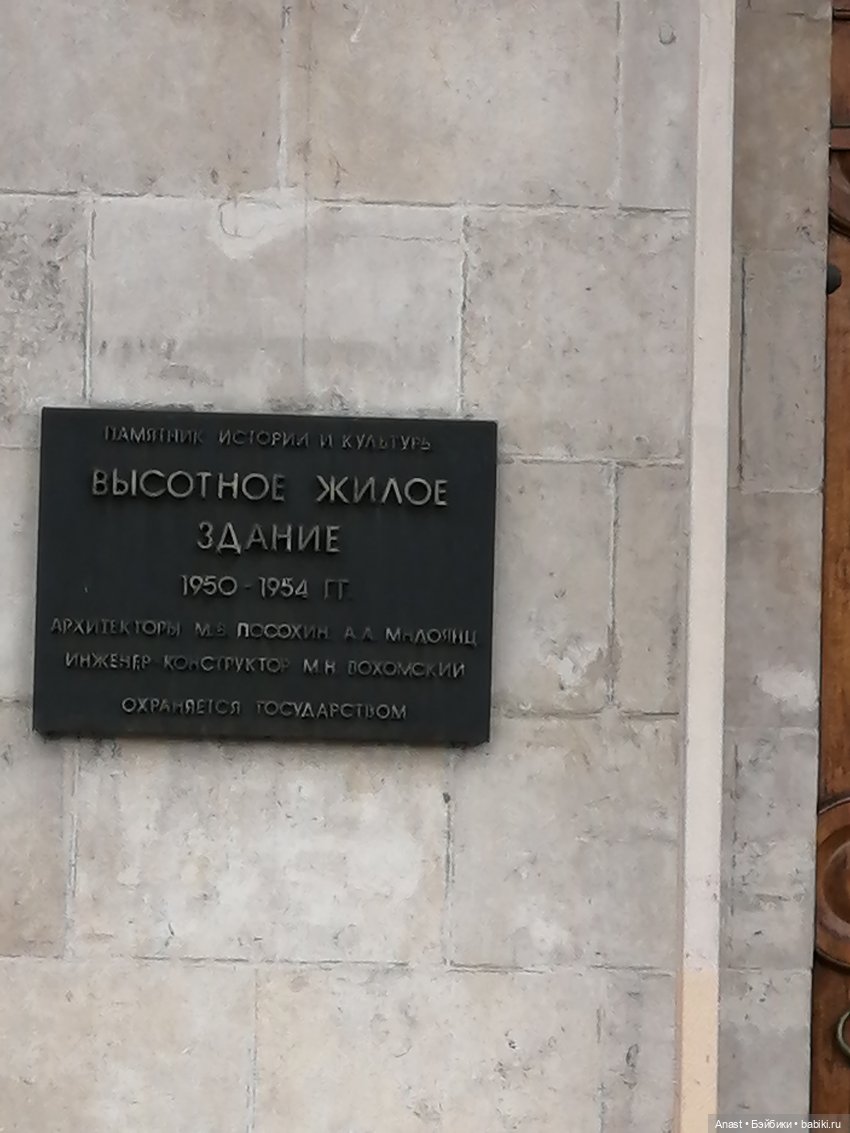 ПАМЯТНИК ИСТОРИИ И КУЛЬТУРЫ
ВЫСОТНОЕ ЖИЛОЕ
ЗДАНИЕ
1950 - 1954 ГГ.
АРХИТЕКТОРЫ М.В. ПОСОХИН, А.А. МНДОЯНЦ
ИНЖЕНЕР КОНСТРУКТОР М.Н. ВОХОМСКИЙ
ОХРАНЯЕТСЯ ГОСУДАРСТВОМ
Anast • Бэйбики • babiki.ru